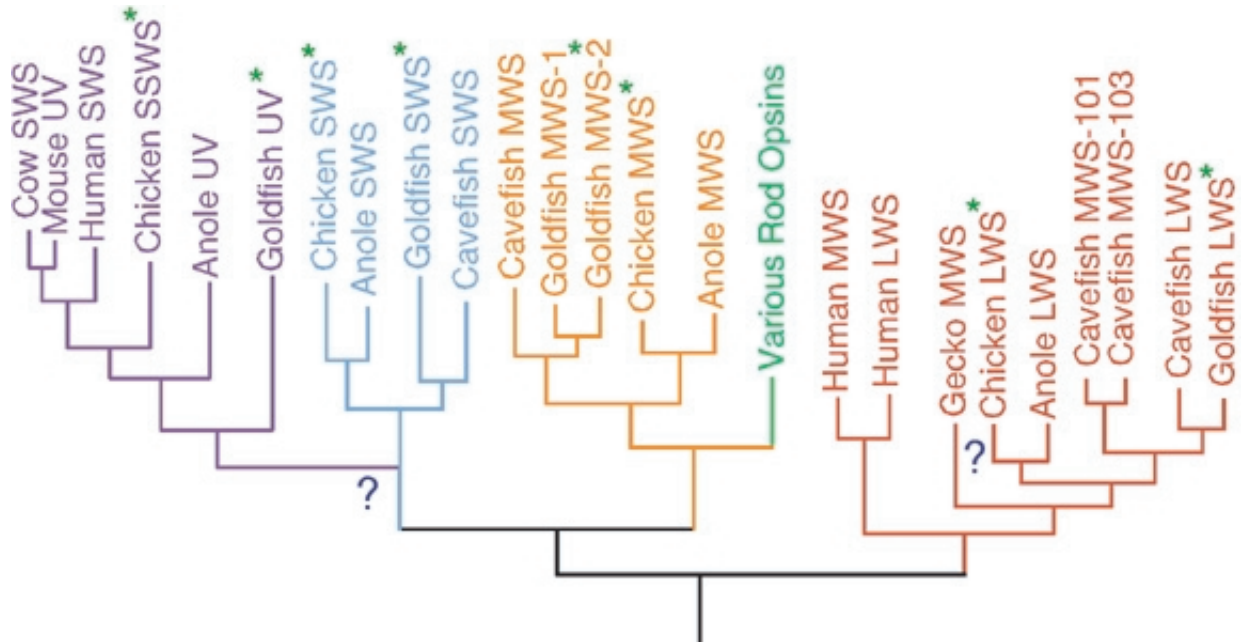 Cow SWS
Mouse UV
Human SWS
Chicken SSWS*
Anole UV
Goldfish UV*
Chicken SWS*
Anole SWS
Goldfish SWS*
Cavefish SWS
Cavefish MWS
Goldfish MWS-1*
Goldfish MWS-2
Chicken MWS*
Anole MWS
Various Rod Opsins
Human MWS
Human LWS
Gecko MWS
Chicken LWS*
Anole LWS
Cavefish MWS-101
Cavefish MWS-103
Cavefish LWS
Goldfish LWS*
?
?